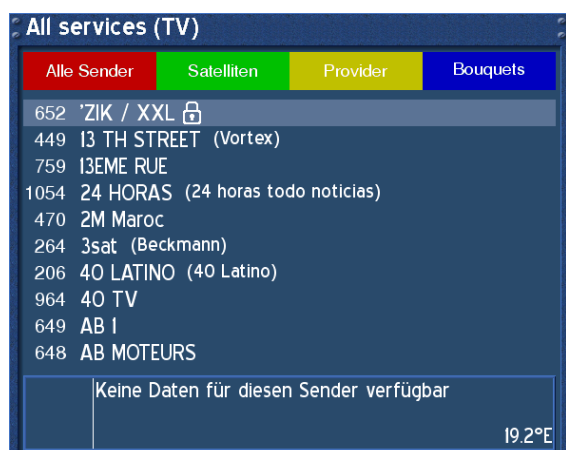 All services (TV)
Alle Sender Satelliten Provider Bouquets
652 'ZIK / XXL
449 13 TH STREET (Vortex)
759 13EME RUE
1054 24 HORAS (24 horas todo noticias)
470 2M Maroc
264 3sat (Beckmann)
206 40 LATINO (40 Latino)
964 40 TV
649 AB 1
648 AB MOTEURS
Keine Daten für diesen Sender verfügbar
19.2°E